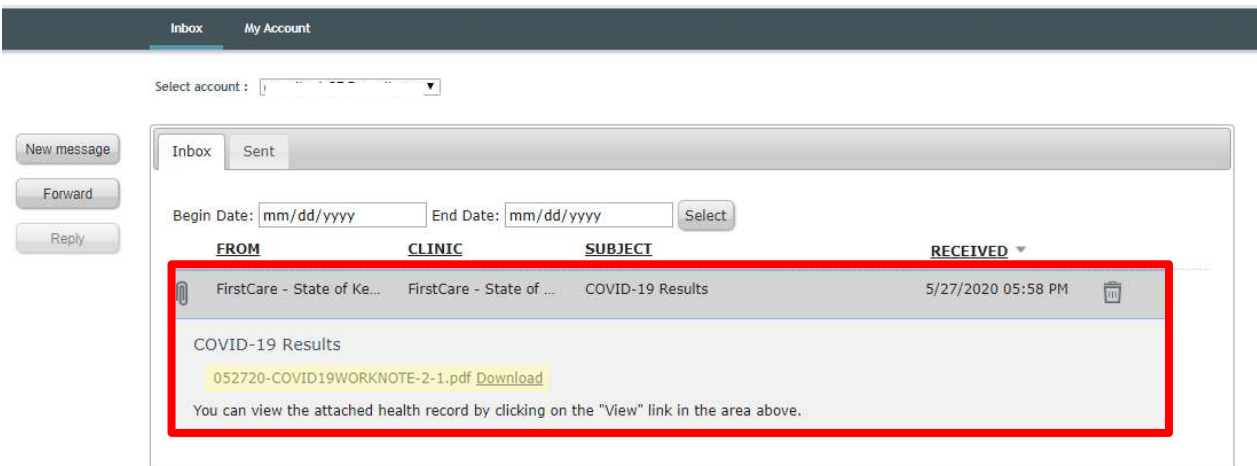 Inbox My Account
Select account :
New message
Forward
Reply
Inbox Sent
Begin Date: mm/dd/yyyy End Date: mm/dd/yyyy Select
FROM CLINIC SUBJECT RECEIVED
FirstCare - State of Ke... FirstCare - State of ... COVID-19 Results 5/27/2020 05:58 PM
COVID-19 Results
052720-COVID19WORKNOTE-2-1.pdf Download
You can view the attached health record by clicking on the "View" link in the area above.